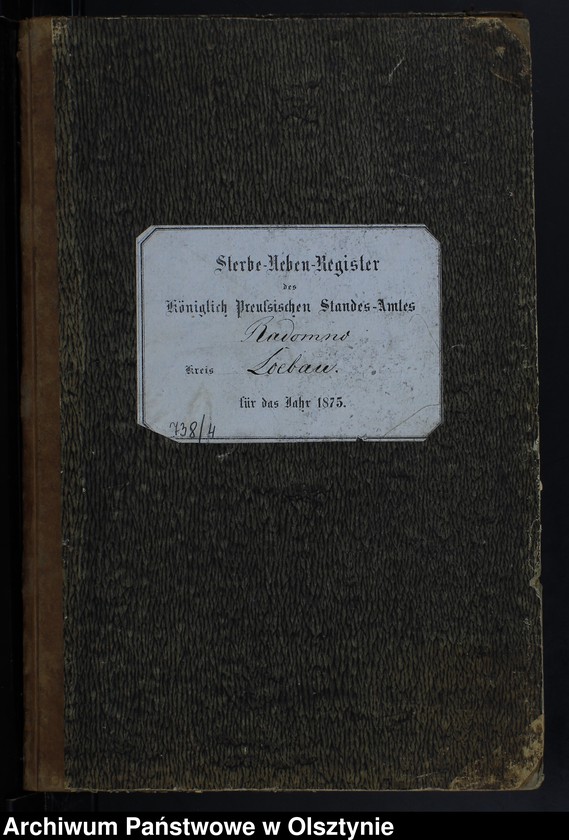 Sterbe-Neben-Register
des
Königlich Preußsischen Standes-Amtes
Radomno
Kreis Loebau.
für das Jahr 1875.
738/4
Archiwum Państwowe w Olsztynie